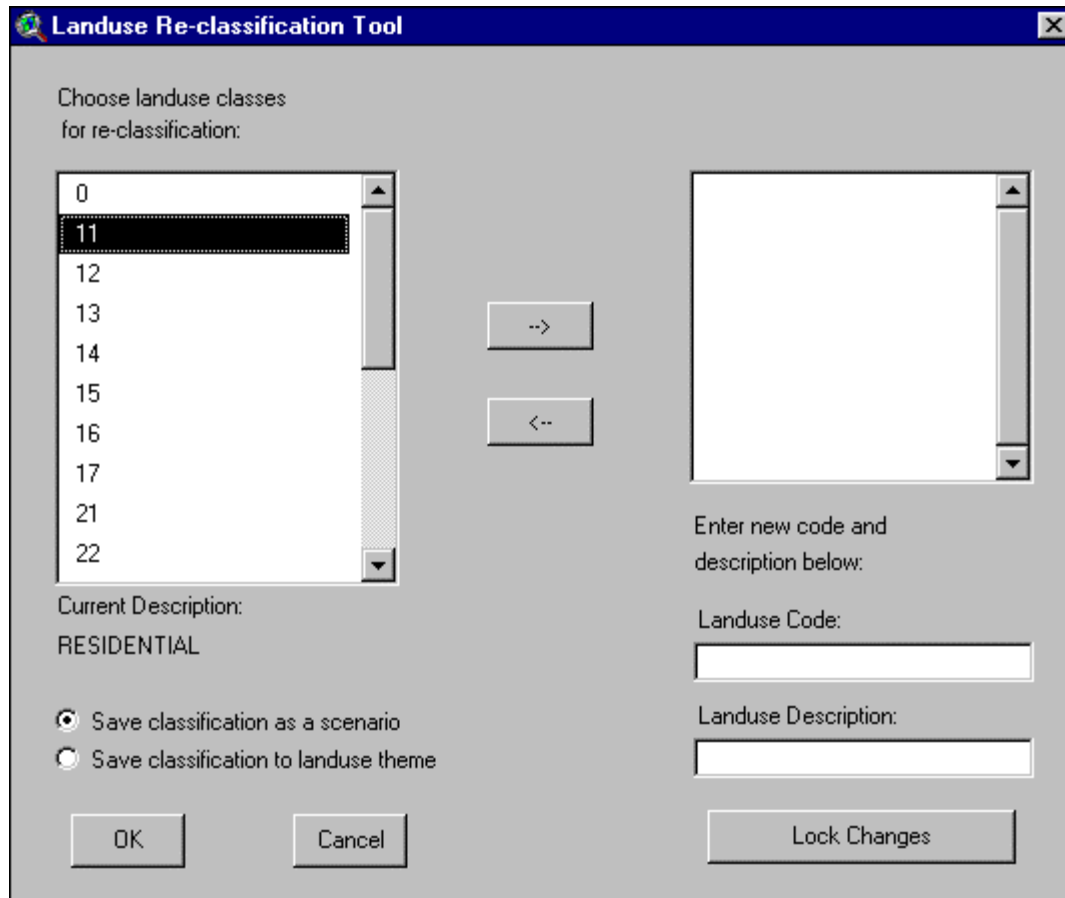 Landuse Re-classification Tool
Choose landuse classes
for re-classification:
0
11
12
13
14
15
16
17
21
22
-->
<--
Current Description:
RESIDENTIAL
Save classification as a scenario
Save classification to landuse theme
OK
Cancel
Enter new code and
description below:
Landuse Code:
Landuse Description:
Lock Changes